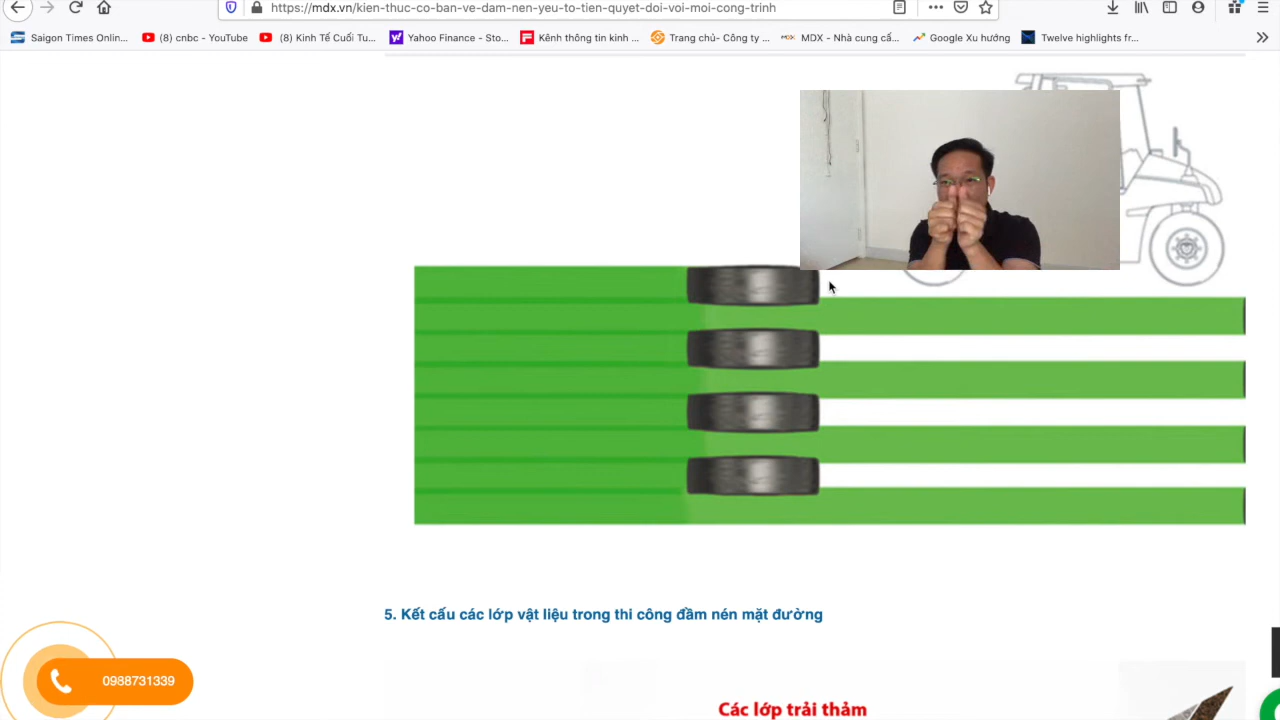 https://mdx.vn/kien-thuc-co-ban-ve-dam-nen-yeu-to-tien-quyet-doi-voi-moi-cong-trinh
Saigon Times Onlin... (8) cnbc - YouTube (8) Kinh Tế Cuối Tu... Yahoo Finance - Sto... Kênh thông tin kinh ... Trang chủ- Công ty ... MDX - Nhà cung cấ... Google Xu hướng Twelve highlights fr...
5. Kết cấu các lớp vật liệu trong thi công đầm nén mặt đường
0988731339
Các lớp trải thảm